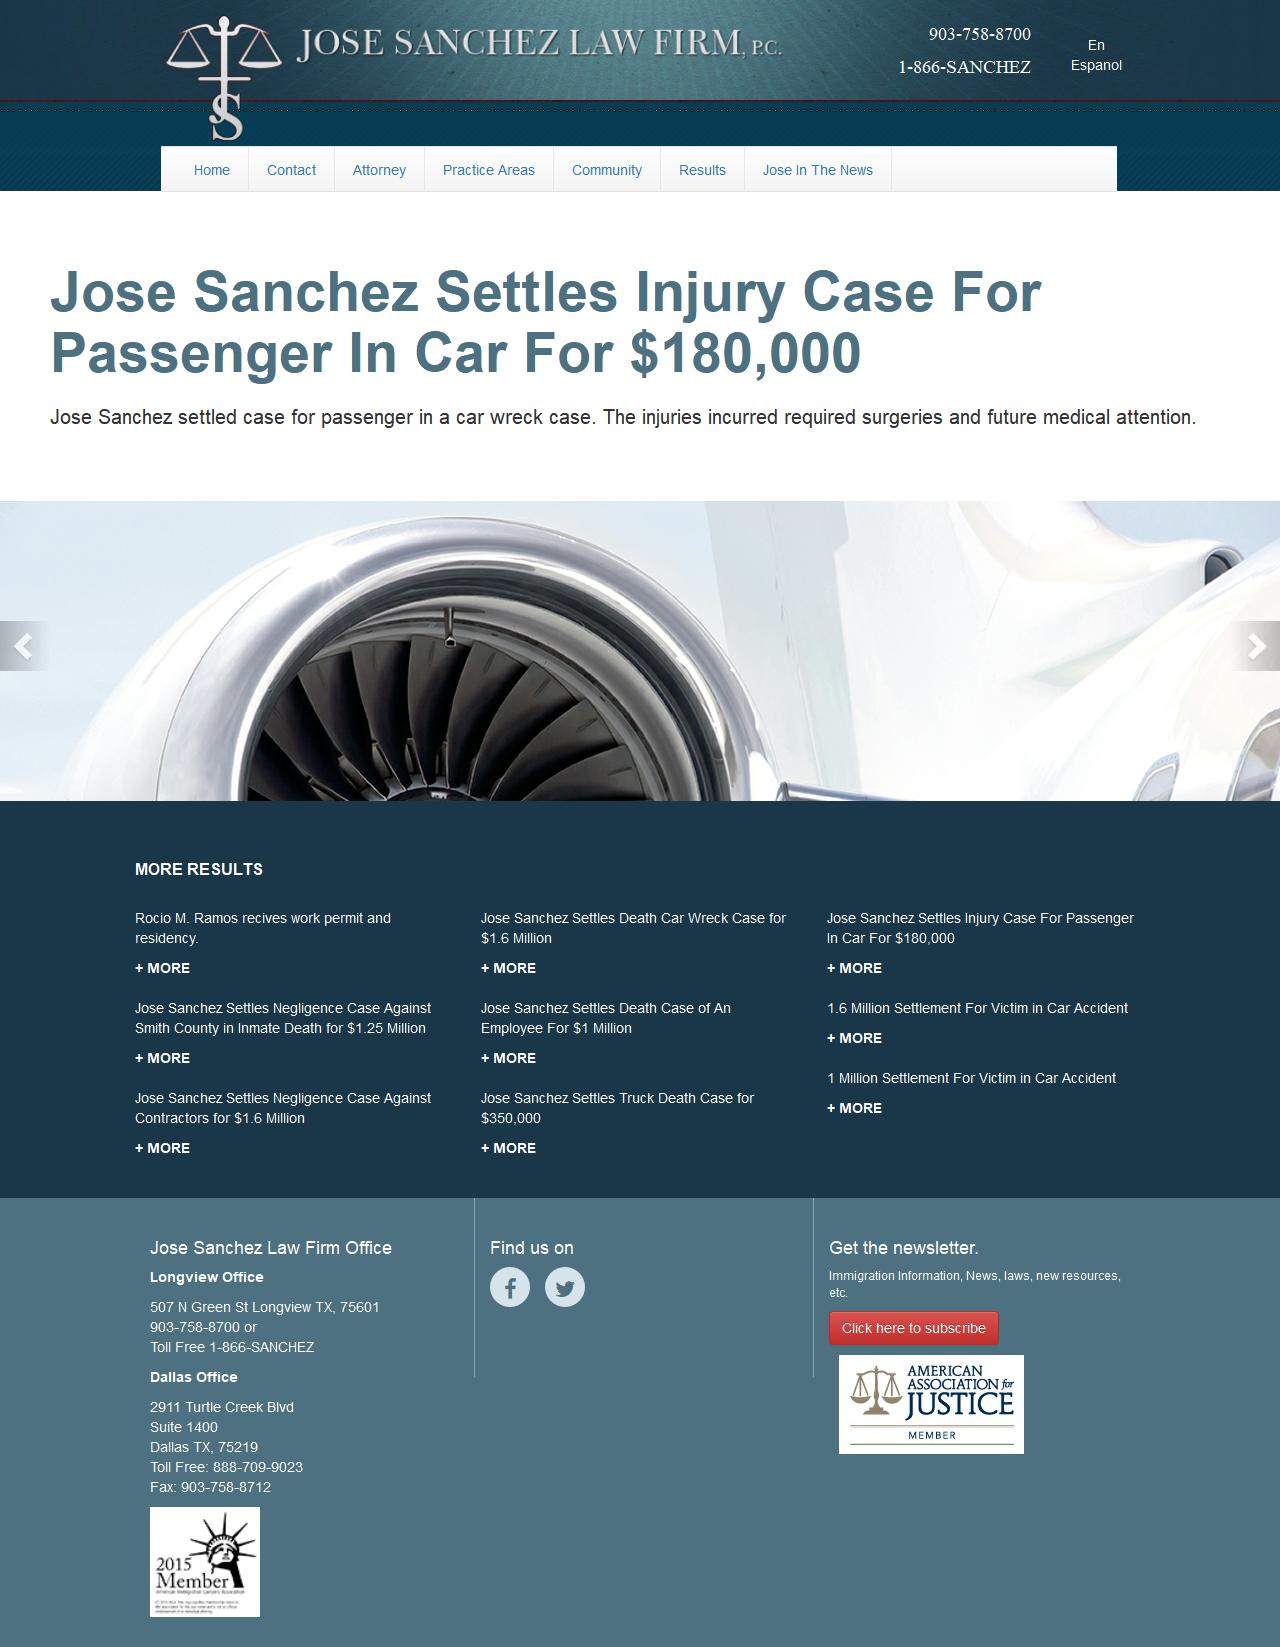 JOSE SANCHEZ LAW FIRM, P.C.
903-758-8700
1-866-SANCHEZ
En
Espanol
JS
Home
Contact
Attorney
Practice Areas
Community
Results
Jose In The News
Jose Sanchez Settles Injury Case For
Passenger In Car For $180,000
Jose Sanchez settled case for passenger in a car wreck case. The injuries incurred required surgeries and future medical attention.
MORE RESULTS
Rocio M. Ramos recives work permit and
residency.
+ MORE
Jose Sanchez Settles Negligence Case Against
Smith County in Inmate Death for $1.25 Million
+ MORE
Jose Sanchez Settles Negligence Case Against
Contractors for $1.6 Million
+ MORE
Jose Sanchez Settles Death Car Wreck Case for
$1.6 Million
+ MORE
Jose Sanchez Settles Death Case of An
Employee For $1 Million
+ MORE
Jose Sanchez Settles Truck Death Case for
$350,000
+ MORE
Jose Sanchez Settles Injury Case For Passenger
In Car For $180,000
+ MORE
1.6 Million Settlement For Victim in Car Accident
+ MORE
1 Million Settlement For Victim in Car Accident
+ MORE
Jose Sanchez Law Firm Office
Longview Office
507 N Green St Longview TX, 75601
903-758-8700 or
Toll Free 1-866-SANCHEZ
Dallas Office
2911 Turtle Creek Blvd
Suite 1400
Dallas TX, 75219
Toll Free: 888-709-9023
Fax: 903-758-8712
2015
Member
American Immigration Lawyers Association
Find us on
Get the newsletter.
Immigration Information, News, laws, new resources,
etc.
Click here to subscribe
AMERICAN
ASSOCIATION for
JUSTICE
MEMBER